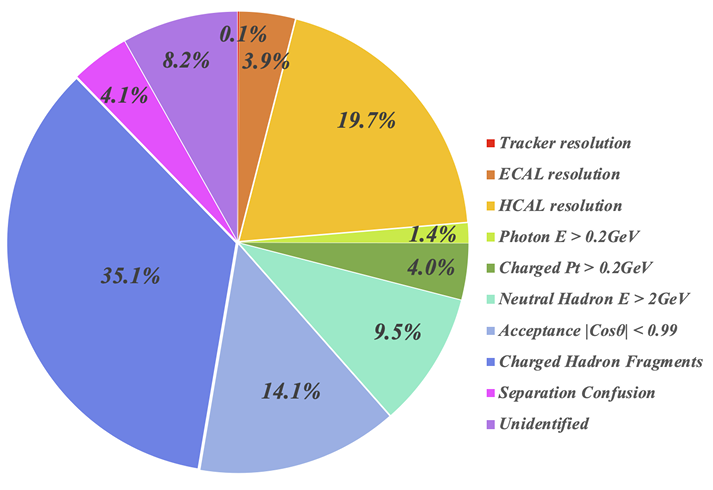 0.1%
3.9%
8.2%
4.1%
19.7%
1.4%
4.0%
35.1%
9.5%
14.1%
Tracker resolution
ECAL resolution
HCAL resolution
Photon E > 0.2GeV
Charged Pt > 0.2GeV
Neutral Hadron E > 2GeV
Acceptance |Cosθ| < 0.99
Charged Hadron Fragments
Separation Confusion
Unidentified